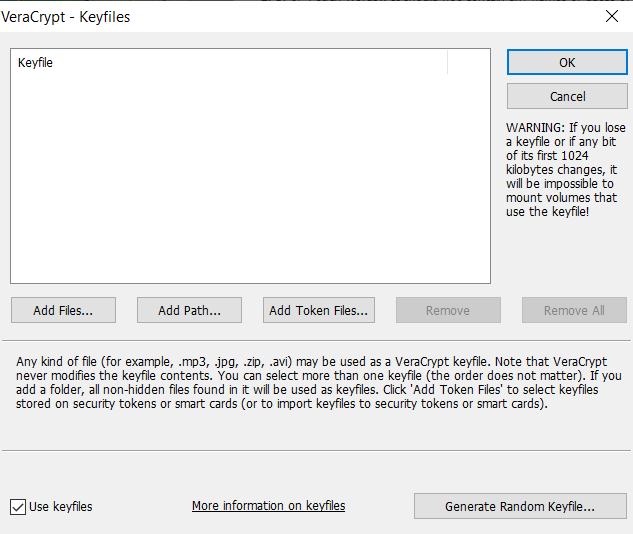 VeraCrypt - Keyfiles
Keyfile
OK
Cancel
WARNING: If you lose
a keyfile or if any bit
of its first 1024
kilobytes changes, it
will be impossible to
mount volumes that
use the keyfile!
Add Files...
Add Path...
Add Token Files...
Remove
Remove All
Any kind of file (for example, .mp3, .jpg, .zip, .avi) may be used as a VeraCrypt keyfile. Note that VeraCrypt
never modifies the keyfile contents. You can select more than one keyfile (the order does not matter). If you
add a folder, all non-hidden files found in it will be used as keyfiles. Click 'Add Token Files' to select keyfiles
stored on security tokens or smart cards (or to import keyfiles to security tokens or smart cards).
Use keyfiles
More information on keyfiles
Generate Random Keyfile...